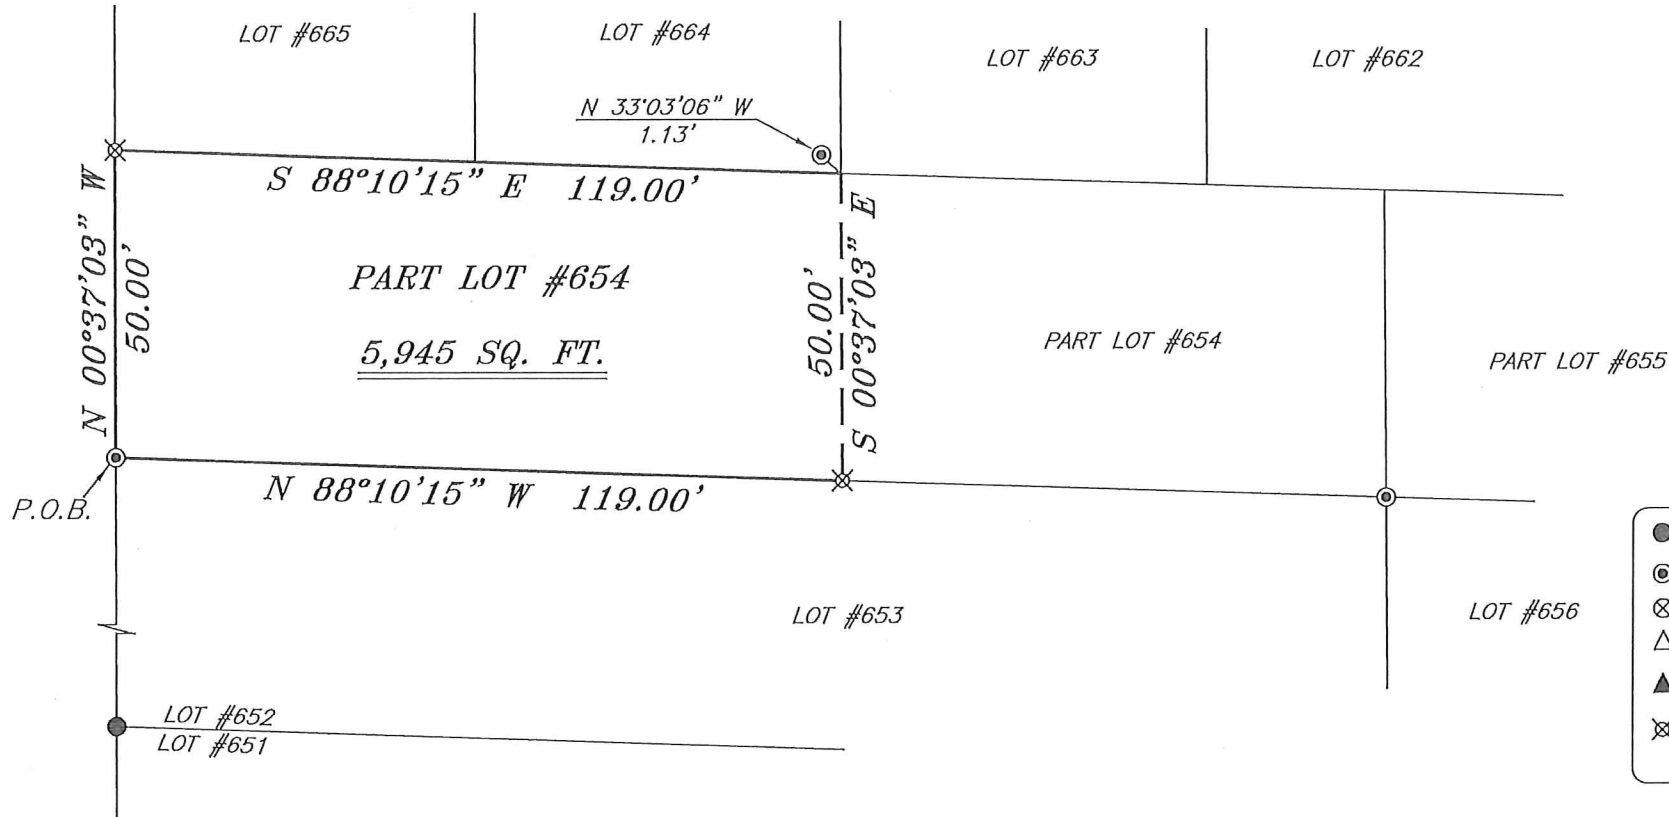 LOT #665
LOT #664
LOT #663
LOT #662
N 33°03'06" W
1.13'
S 88°10'15" E 119.00'
N 00°37'03" W
50.00'
PART LOT #654
5,945 SQ. FT.
50.00'
S 00°37'03" E
PART LOT #654
PART LOT #655
P.O.B.
N 88°10'15" W 119.00'
LOT #653
LOT #656
LOT #652
LOT #651